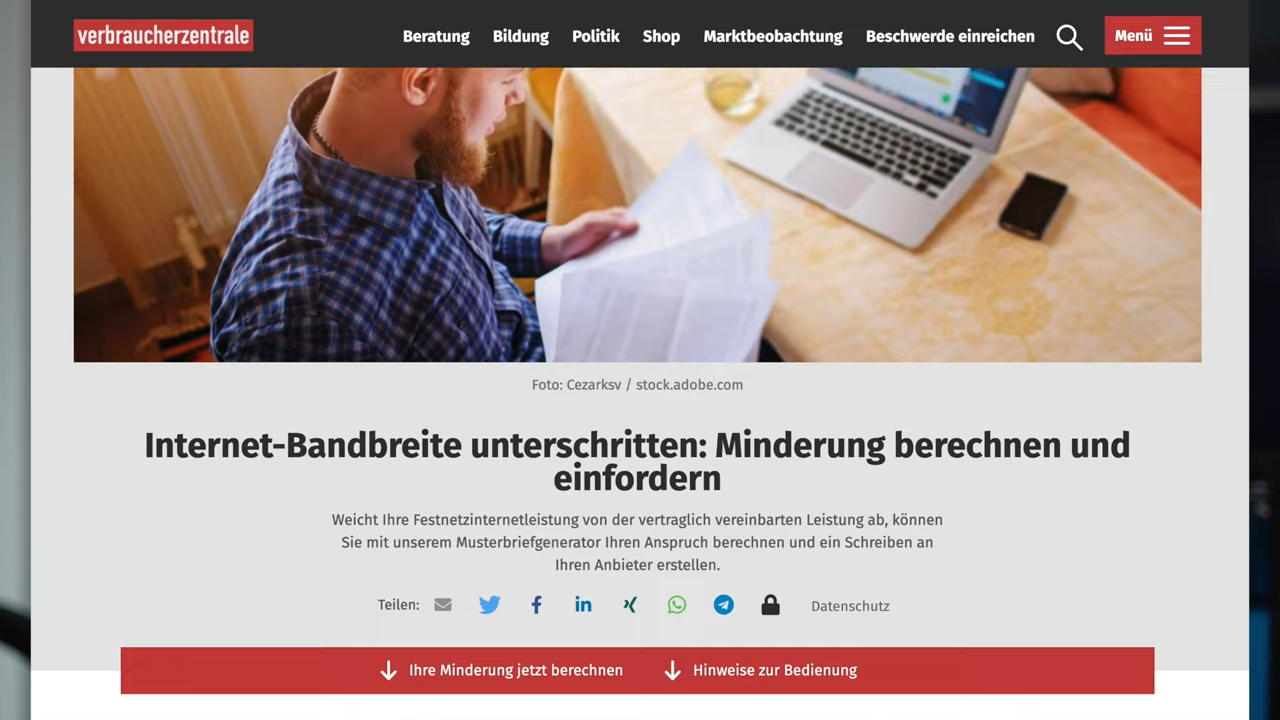 verbraucherzentrale
Beratung Bildung Politik Shop Marktbeobachtung Beschwerde einreichen Menü
Foto: Cezarksv / stock.adobe.com
Internet-Bandbreite unterschritten: Minderung berechnen und
einfordern
Weicht Ihre Festnetzinternetleistung von der vertraglich vereinbarten Leistung ab, können
Sie mit unserem Musterbriefgenerator Ihren Anspruch berechnen und ein Schreiben an
Ihren Anbieter erstellen.
Teilen: Datenschutz
Ihre Minderung jetzt berechnen Hinweise zur Bedienung